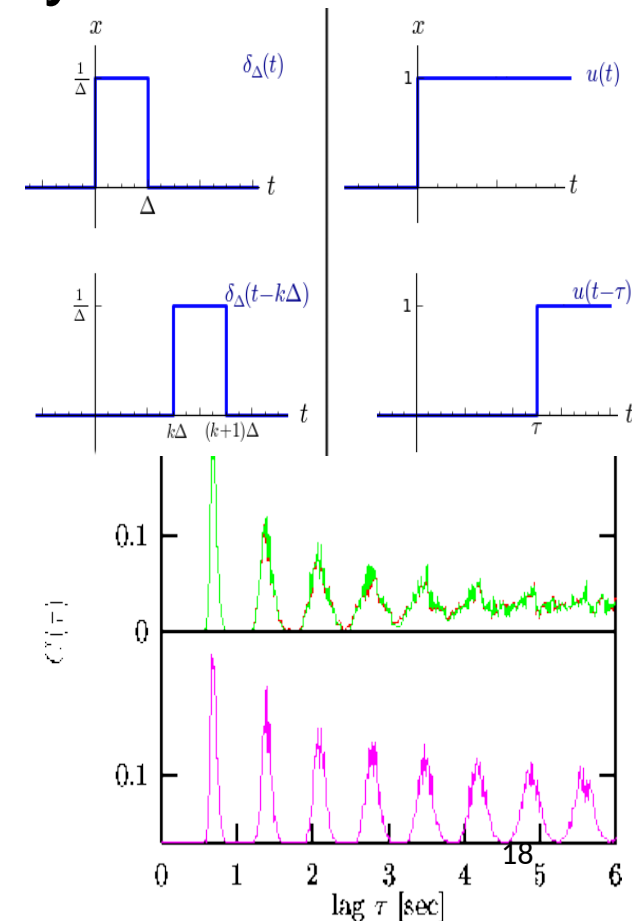 x
1/Δ
δ_Δ(t)
t
Δ
x
1
u(t)
t
1/Δ
δ_Δ(t−kΔ)
t
kΔ (k+1)Δ
1
u(t−τ)
t
τ
0.1
0
C(τ)
0.1
18
0 1 2 3 4 5 6
lag τ [sec]